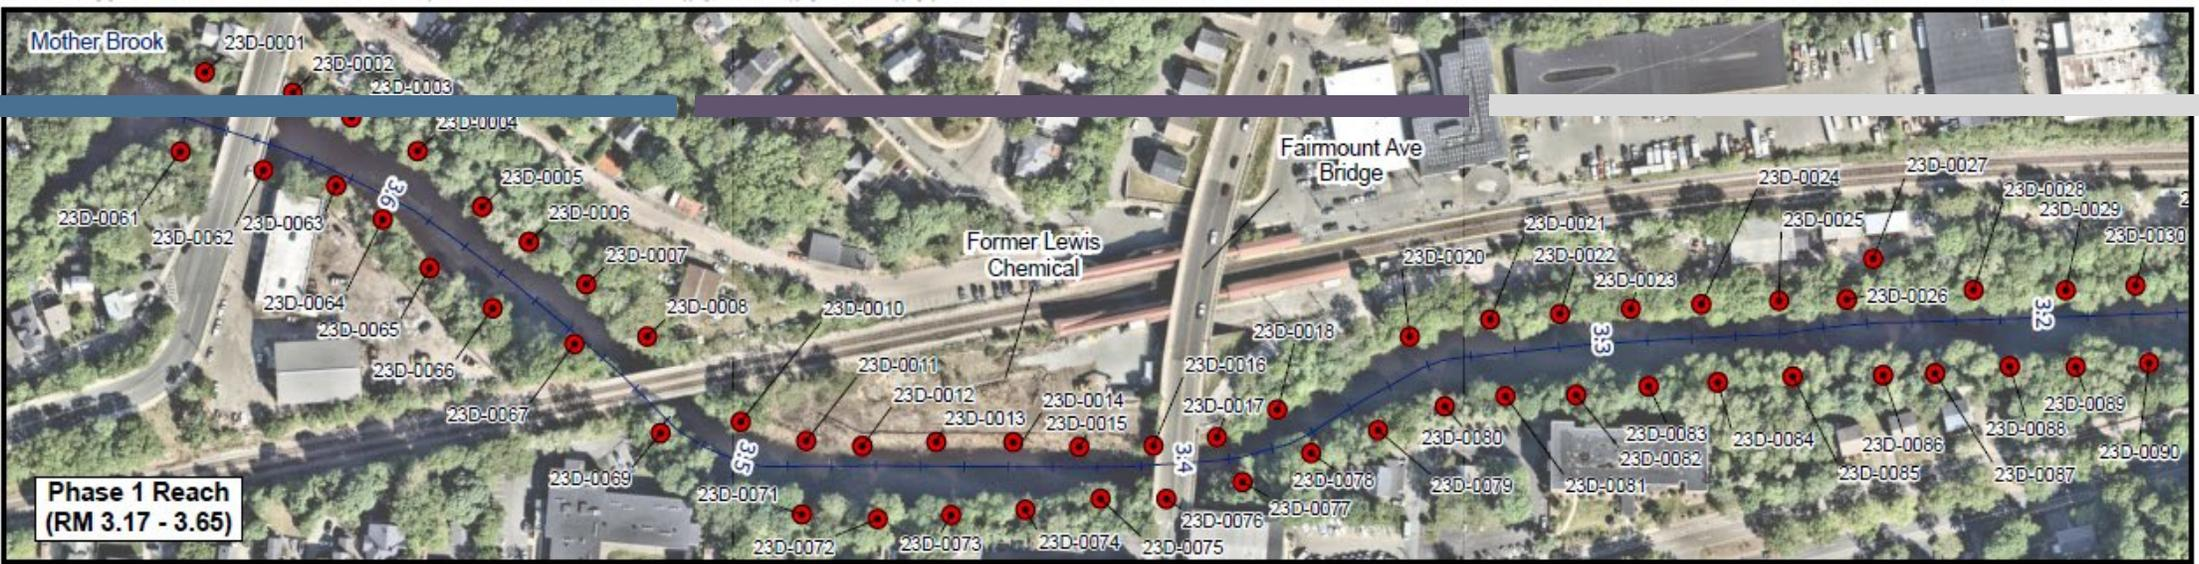 Mother Brook
23D-0001
23D-0002
23D-0003
23D-0004
23D-0005
23D-0006
23D-0007
23D-0008
23D-0010
23D-0011
23D-0012
23D-0013
23D-0014
23D-0015
23D-0016
23D-0017
23D-0018
23D-0020
23D-0021
23D-0022
23D-0023
23D-0024
23D-0025
23D-0026
23D-0027
23D-0028
23D-0029
23D-0030
Fairmount Ave
Bridge
Former Lewis
Chemical
3.6
3.5
3.4
3.3
3.2
23D-0061
23D-0062
23D-0063
23D-0064
23D-0065
23D-0066
23D-0067
23D-0069
23D-0071
23D-0072
23D-0073
23D-0074
23D-0075
23D-0076
23D-0077
23D-0078
23D-0079
23D-0080
23D-0081
23D-0082
23D-0083
23D-0084
23D-0085
23D-0086
23D-0087
23D-0088
23D-0089
23D-0090
Phase 1 Reach
(RM 3.17 - 3.65)